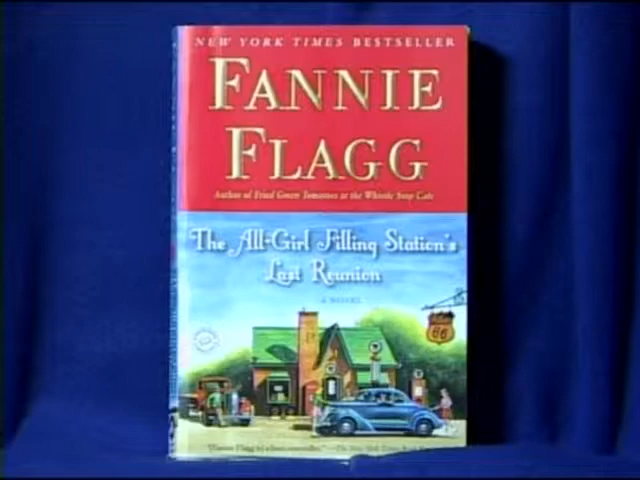 NEW YORK TIMES BESTSELLER
FANNIE
FLAGG
Author of Fried Green Tomatoes at the Whistle Stop Cafe
The All-Girl Filling Station's
Last Reunion
A NOVEL
66